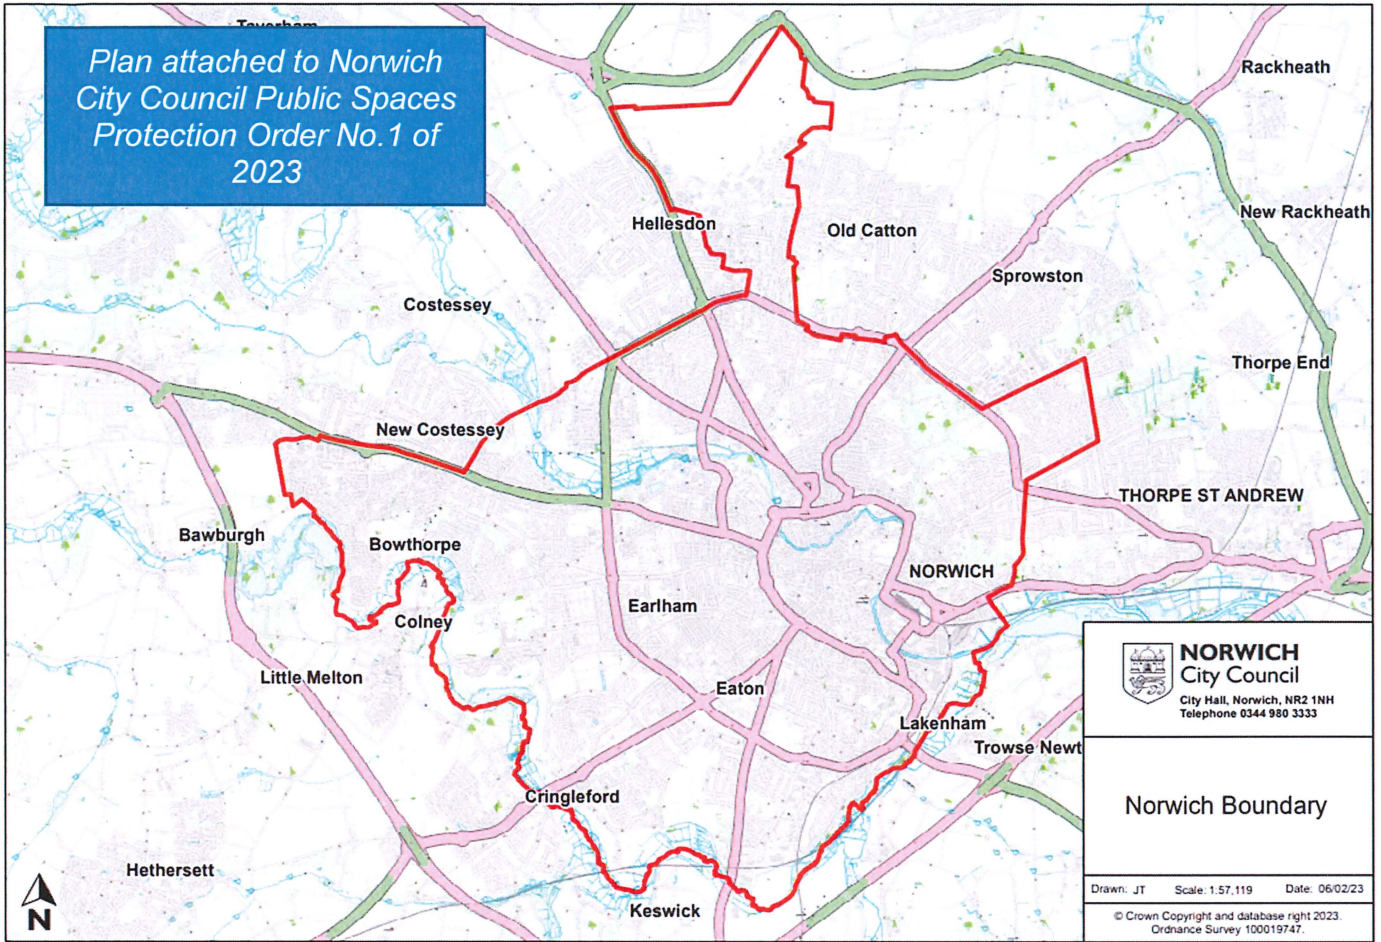 Taverham
Plan attached to Norwich
City Council Public Spaces
Protection Order No.1 of
2023
Rackheath
New Rackheath
Hellesdon
Old Catton
Sprowston
Costessey
Thorpe End
New Costessey
THORPE ST ANDREW
Bawburgh
Bowthorpe
NORWICH
Earlham
Colney
Little Melton
Eaton
Lakenham
Trowse Newt
Cringleford
Hethersett
Keswick
N
NORWICH
City Council
City Hall, Norwich, NR2 1NH
Telephone 0344 980 3333
Norwich Boundary
Drawn: JT Scale: 1:57,119 Date: 06/02/23
© Crown Copyright and database right 2023.
Ordnance Survey 100019747.